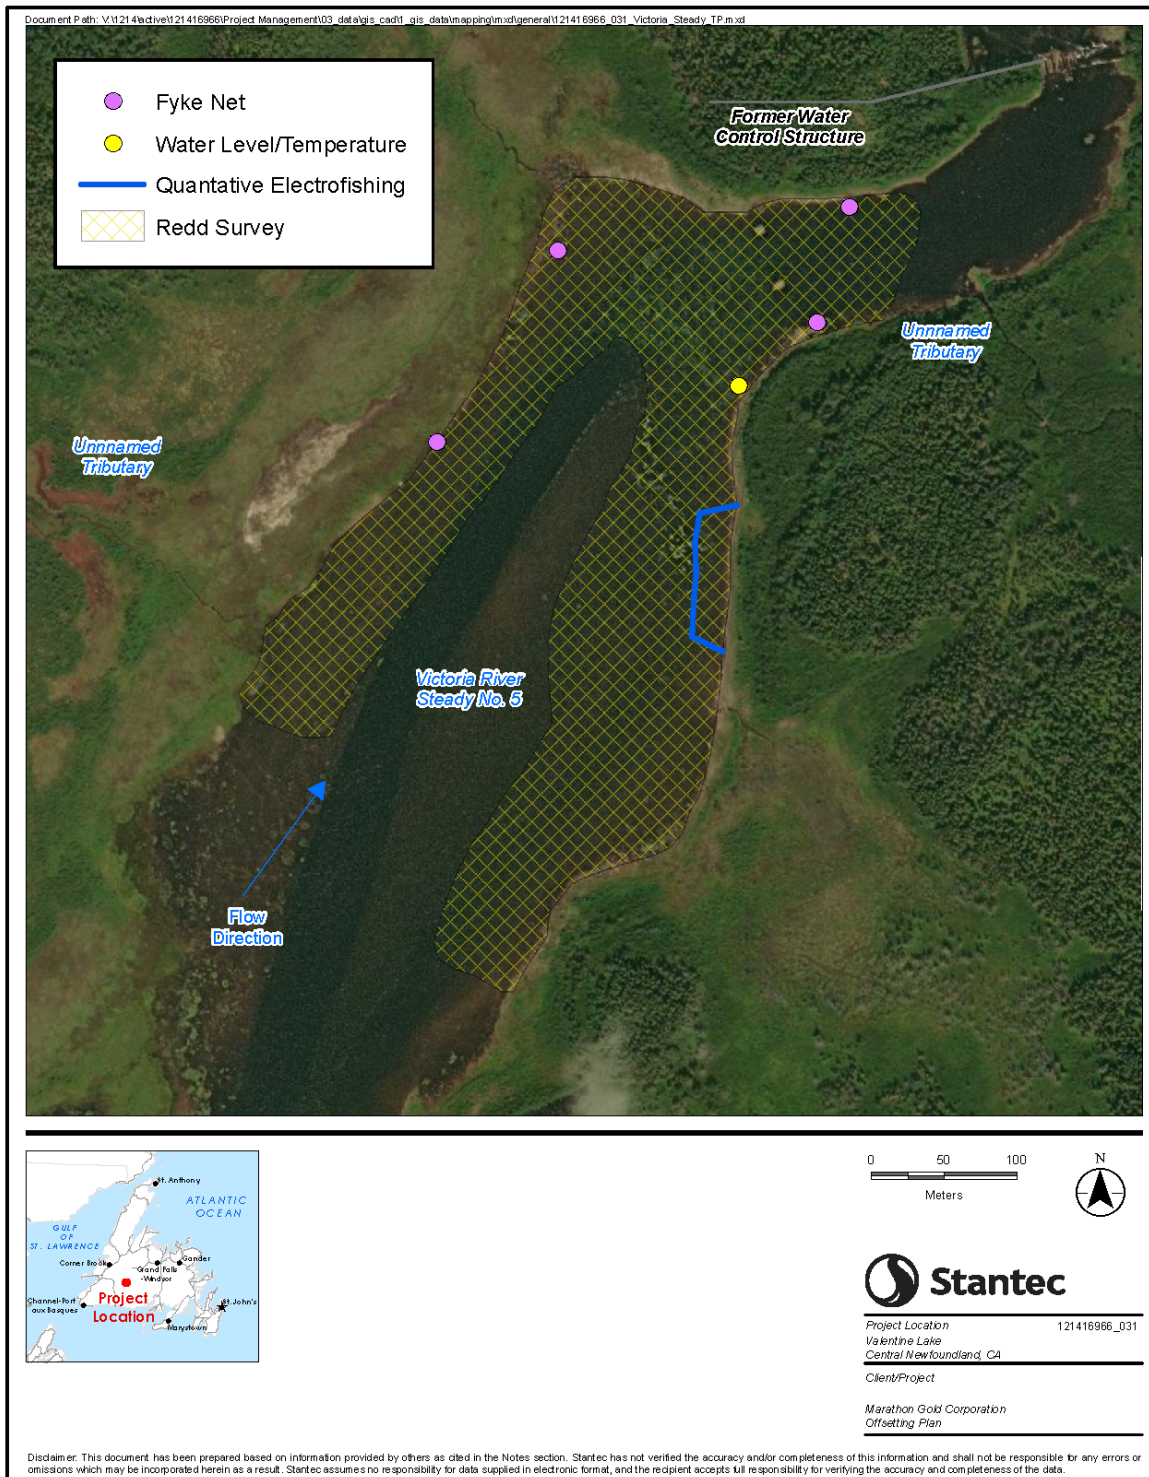 Document Path: V:\1214\active\121416966\Project Management\03_data\gis_cad\1_gis_data\mapping\mxd\general\121416966_031_Victoria_Steady_TP.mxd
Fyke Net
Water Level/Temperature
Quantative Electrofishing
Redd Survey
Former Water
Control Structure
Unnnamed
Tributary
Unnnamed
Tributary
Victoria River
Steady No. 5
Flow
Direction
St. Anthony
ATLANTIC
OCEAN
GULF
OF
ST. LAWRENCE
Corner Brook
Grand Falls
-Windsor
Gander
Channel-Port
aux Basques
Project
Location
St. John's
Marystown
0 50 100
Meters
N
Stantec
Project Location 121416966_031
Valentine Lake
Central Newfoundland, CA
Client/Project
Marathon Gold Corporation
Offsetting Plan
Disclaimer: This document has been prepared based on information provided by others as cited in the Notes section. Stantec has not verified the accuracy and/or completeness of this information and shall not be responsible for any errors or
omissions which may be incorporated herein as a result. Stantec assumes no responsibility for data supplied in electronic format, and the recipient accepts full responsibility for verifying the accuracy and completeness of the data.